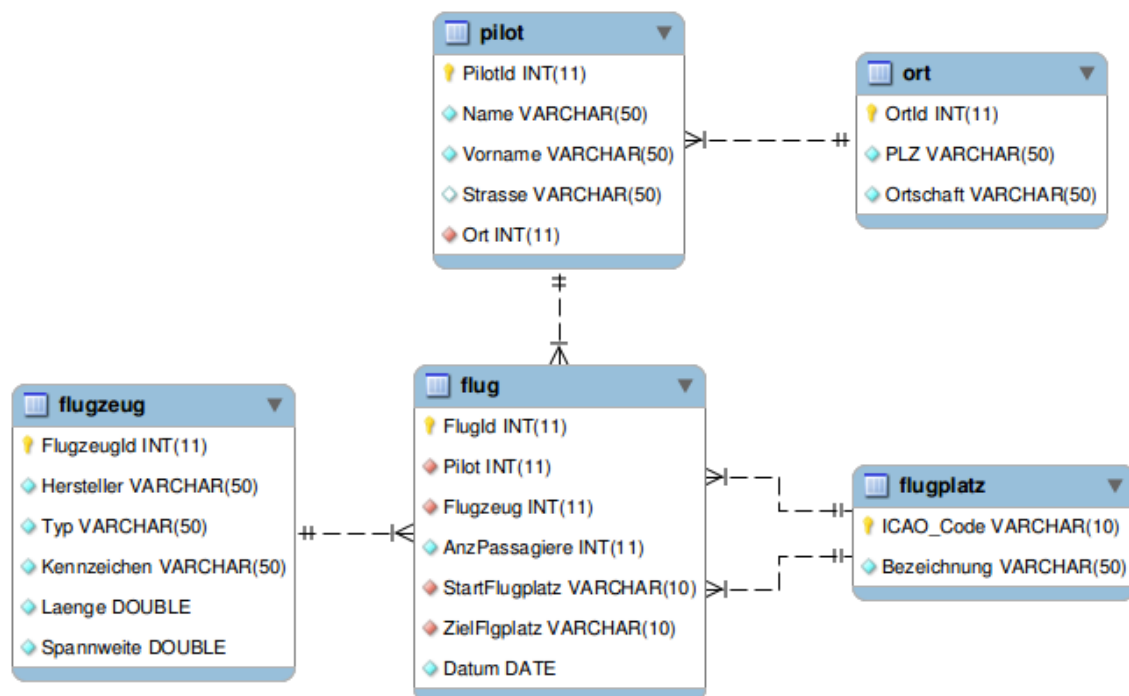 pilot
PilotId INT(11)
Name VARCHAR(50)
Vorname VARCHAR(50)
Strasse VARCHAR(50)
Ort INT(11)
ort
OrtId INT(11)
PLZ VARCHAR(50)
Ortschaft VARCHAR(50)
flugzeug
FlugzeugId INT(11)
Hersteller VARCHAR(50)
Typ VARCHAR(50)
Kennzeichen VARCHAR(50)
Laenge DOUBLE
Spannweite DOUBLE
flug
FlugId INT(11)
Pilot INT(11)
Flugzeug INT(11)
AnzPassagiere INT(11)
StartFlugplatz VARCHAR(10)
ZielFlgplatz VARCHAR(10)
Datum DATE
flugplatz
ICAO_Code VARCHAR(10)
Bezeichnung VARCHAR(50)